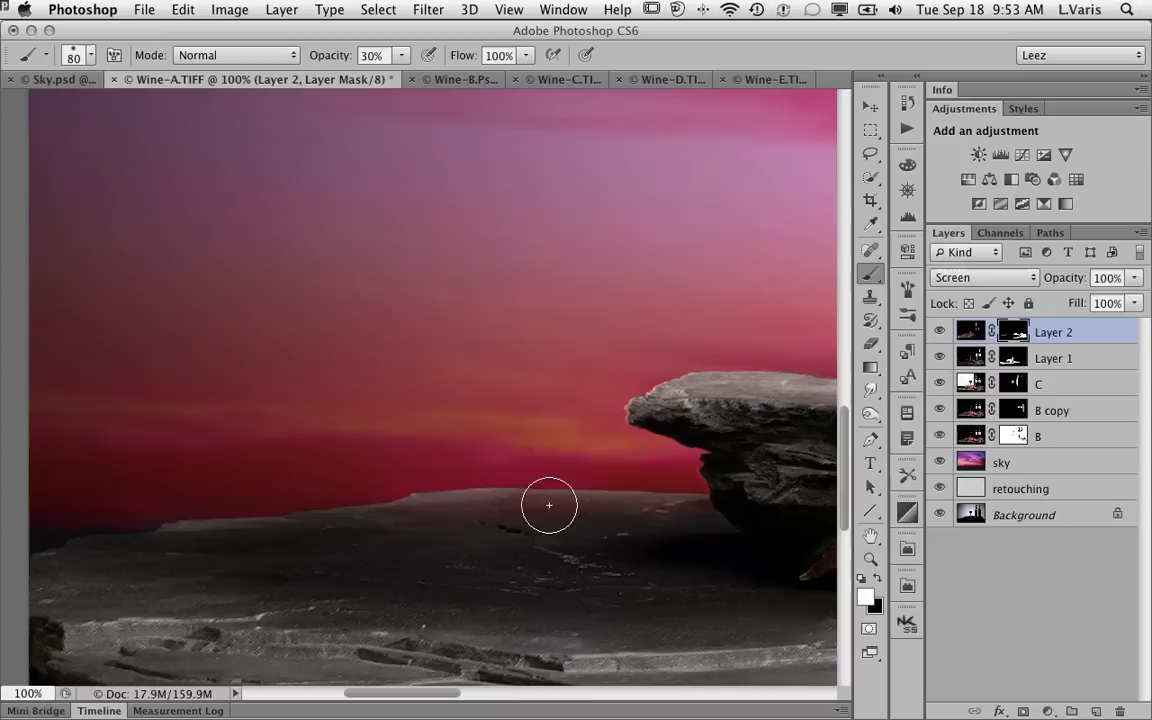 Photoshop File Edit Image Layer Type Select Filter 3D View Window Help Tue Sep 18 9:53 AM L.Varis
Adobe Photoshop CS6
80 Mode: Normal Opacity: 30% Flow: 100% Leez
© Sky.psd @... © Wine-A.TIFF @ 100% (Layer 2, Layer Mask/8) * © Wine-B.Ps... © Wine-C.TI... © Wine-D.TI... © Wine-E.TI...
Info
Adjustments Styles
Add an adjustment
Layers Channels Paths
Kind
Screen Opacity: 100%
Lock: Fill: 100%
Layer 2
Layer 1
C
B copy
B
sky
retouching
Background
100% © Doc: 17.9M/159.9M
Mini Bridge Timeline Measurement Log